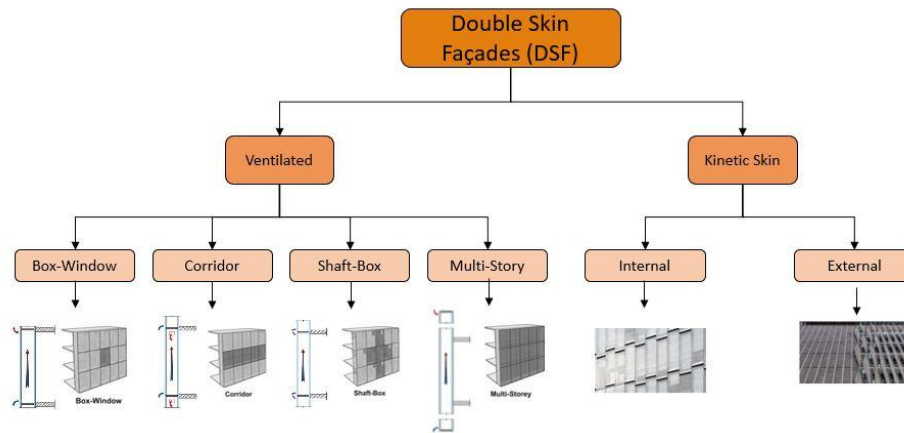 Double Skin
Façades (DSF)
Ventilated
Kinetic Skin
Box-Window
Corridor
Shaft-Box
Multi-Story
Internal
External
Box-Window
Corridor
Shaft-Box
Multi-Storey